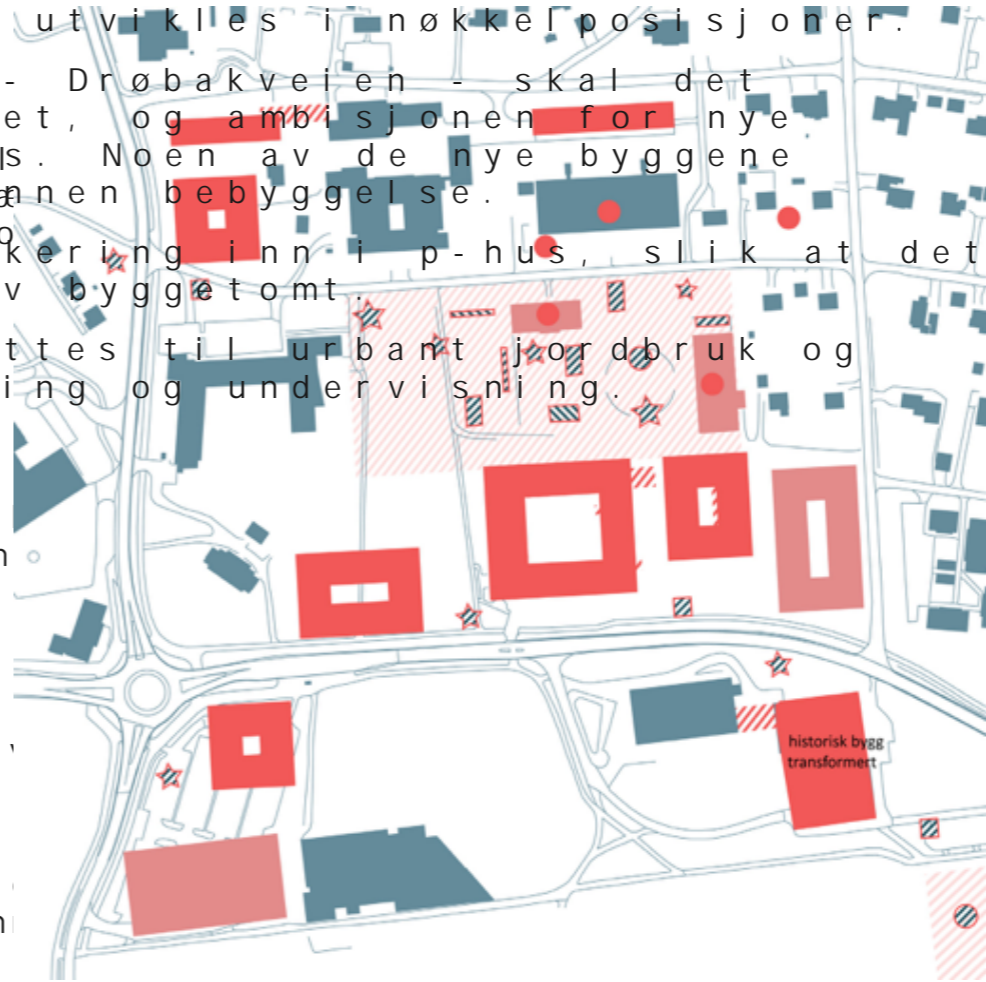 utvikles i nøkkelposisjoner.
- Drøbakveien - skal det
et, og ambisjonen for nye
s. Noen av de nye byggene
nnen bebyggelse.
kering inn i p-hus, slik at det
v byggetomt.
ttes til urbant jordbruk og
ing og undervisning.
historisk bygg
transformert